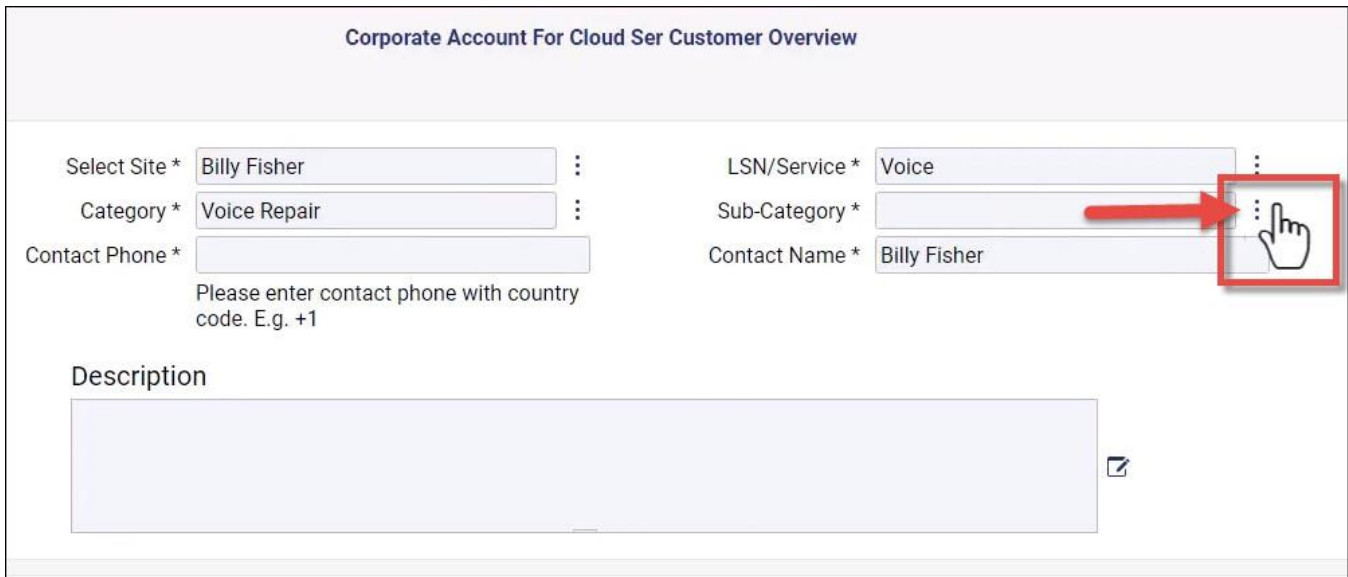 Corporate Account For Cloud Ser Customer Overview
Select Site * Billy Fisher LSN/Service * Voice
Category * Voice Repair Sub-Category *
Contact Phone * Contact Name * Billy Fisher
Please enter contact phone with country
code. E.g. +1
Description